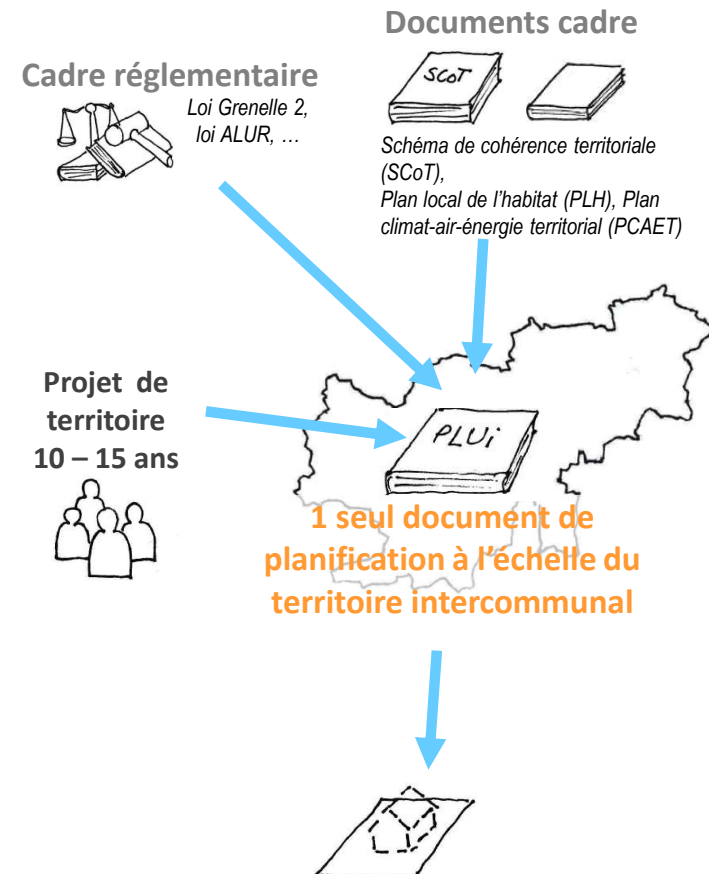 Documents cadre
SCoT
Cadre réglementaire
Loi Grenelle 2,
loi ALUR, …
Schéma de cohérence territoriale
(SCoT),
Plan local de l’habitat (PLH), Plan
climat-air-énergie territorial (PCAET)
Projet de
territoire
10 – 15 ans
PLUi
1 seul document de
planification à l’échelle du
territoire intercommunal